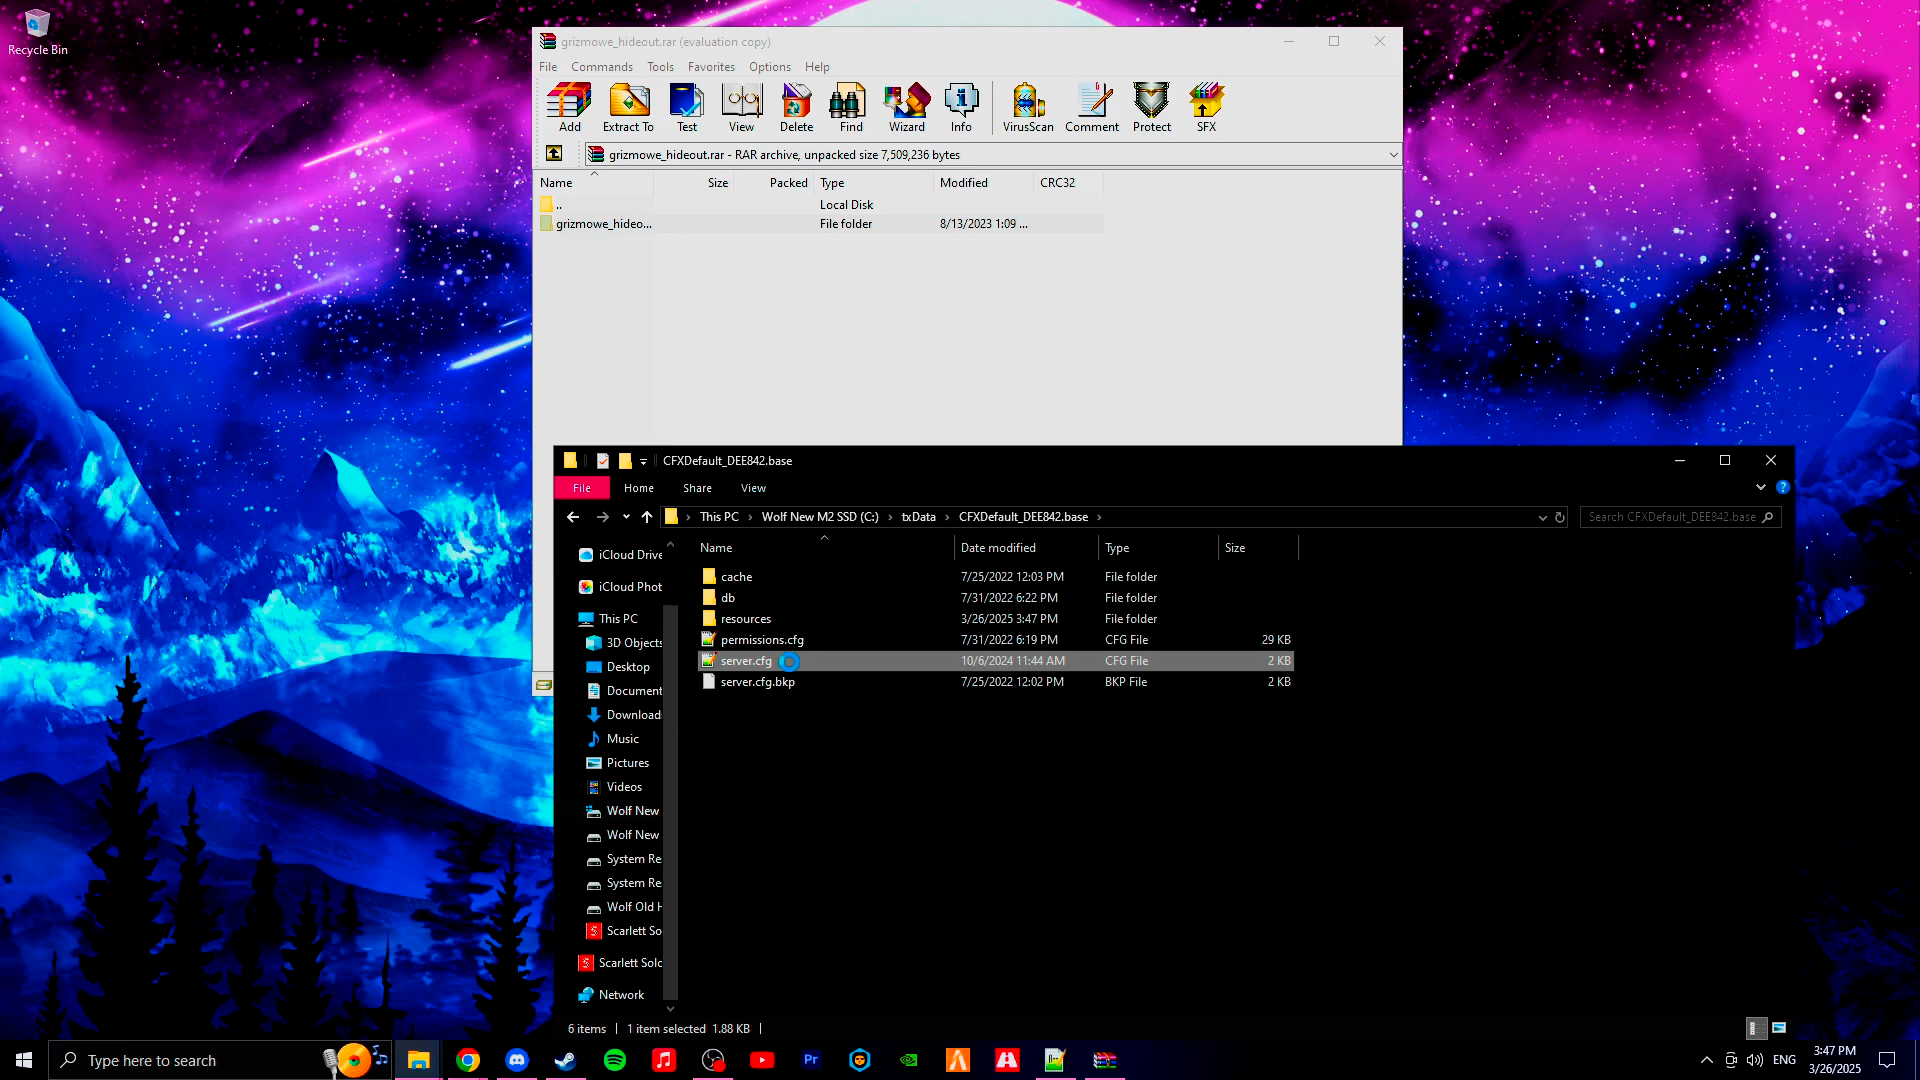 Recycle Bin
grizmowe_hideout.rar (evaluation copy)
File Commands Tools Favorites Options Help
Add Extract To Test View Delete Find Wizard Info VirusScan Comment Protect SFX
grizmowe_hideout.rar - RAR archive, unpacked size 7,509,236 bytes
Name Size Packed Type Modified CRC32
.. Local Disk
grizmowe_hideo... File folder 8/13/2023 1:09 ...
CFXDefault_DEE842.base
File Home Share View
This PC Wolf New M2 SSD (C:) txData CFXDefault_DEE842.base Search CFXDefault_DEE842.base
Name Date modified Type Size
cache 7/25/2022 12:03 PM File folder
db 7/31/2022 6:22 PM File folder
resources 3/26/2025 3:47 PM File folder
permissions.cfg 7/31/2022 6:19 PM CFG File 29 KB
server.cfg 10/6/2024 11:44 AM CFG File 2 KB
server.cfg.bkp 7/25/2022 12:02 PM BKP File 2 KB
iCloud Drive
iCloud Phot
This PC
3D Objects
Desktop
Document
Download
Music
Pictures
Videos
Wolf New
Wolf New
System Re
System Re
Wolf Old H
Scarlett So
Scarlett Solo
Network
6 items 1 item selected 1.88 KB
Type here to search
Pr
ENG
3:47 PM
3/26/2025